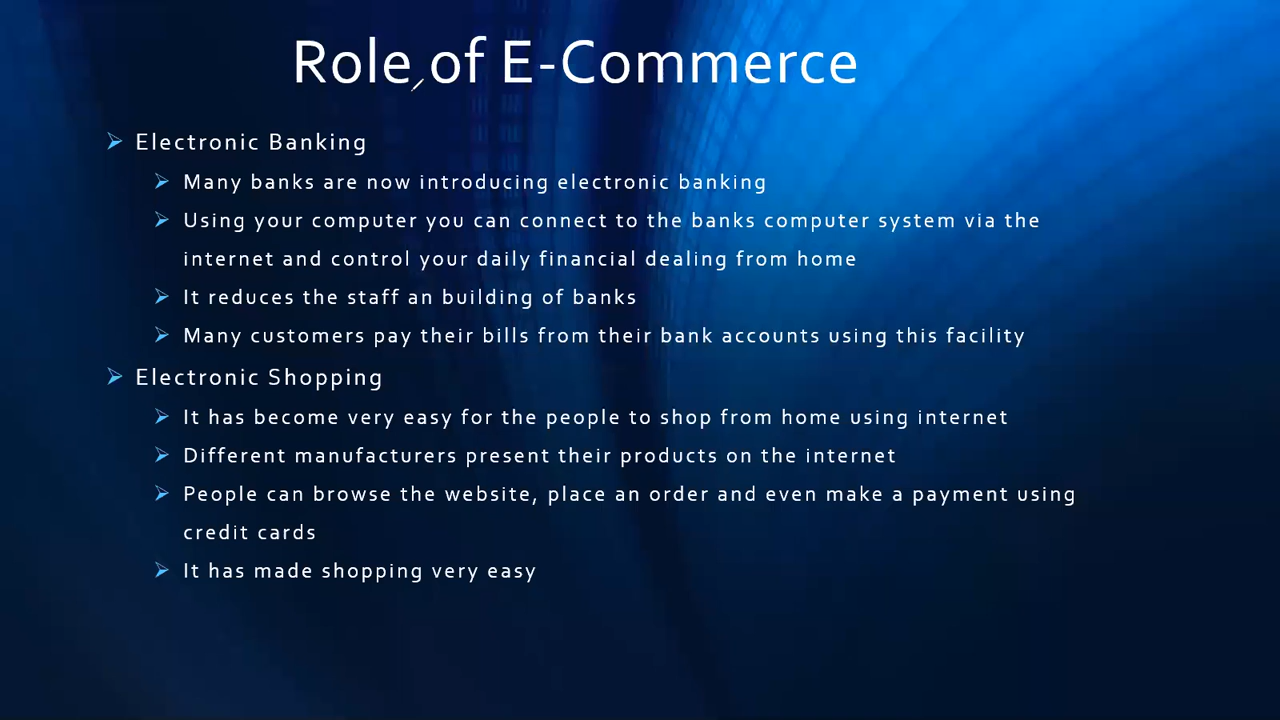 Role of E-Commerce
Electronic Banking
Many banks are now introducing electronic banking
Using your computer you can connect to the banks computer system via the
internet and control your daily financial dealing from home
It reduces the staff an building of banks
Many customers pay their bills from their bank accounts using this facility
Electronic Shopping
It has become very easy for the people to shop from home using internet
Different manufacturers present their products on the internet
People can browse the website, place an order and even make a payment using
credit cards
It has made shopping very easy